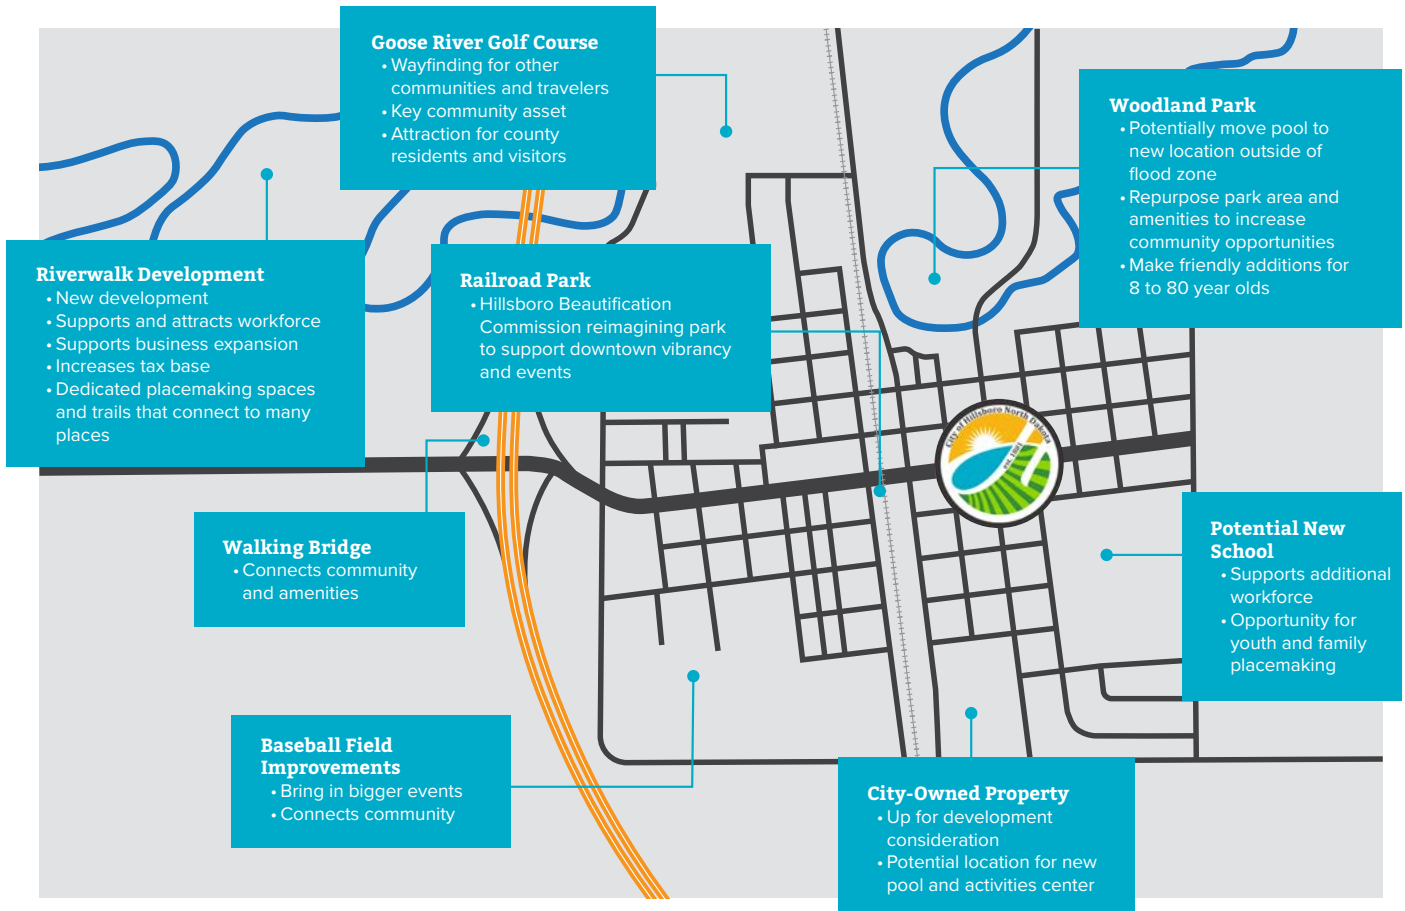 Goose River Golf Course
• Wayfinding for other
communities and travelers
• Key community asset
• Attraction for county
residents and visitors
Woodland Park
• Potentially move pool to
new location outside of
flood zone
• Repurpose park area and
amenities to increase
community opportunities
• Make friendly additions for
8 to 80 year olds
Riverwalk Development
• New development
• Supports and attracts workforce
• Supports business expansion
• Increases tax base
• Dedicated placemaking spaces
and trails that connect to many
places
Railroad Park
• Hillsboro Beautification
Commission reimagining park
to support downtown vibrancy
and events
City of Hillsboro North Dakota
est. 1881
Walking Bridge
• Connects community
and amenities
Potential New
School
• Supports additional
workforce
• Opportunity for
youth and family
placemaking
Baseball Field
Improvements
• Bring in bigger events
• Connects community
City-Owned Property
• Up for development
consideration
• Potential location for new
pool and activities center